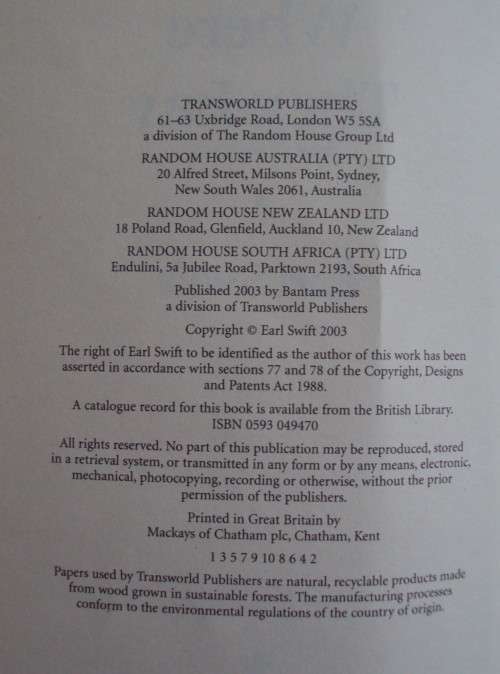 TRANSWORLD PUBLISHERS
61–63 Uxbridge Road, London W5 5SA
a division of The Random House Group Ltd
RANDOM HOUSE AUSTRALIA (PTY) LTD
20 Alfred Street, Milsons Point, Sydney,
New South Wales 2061, Australia
RANDOM HOUSE NEW ZEALAND LTD
18 Poland Road, Glenfield, Auckland 10, New Zealand
RANDOM HOUSE SOUTH AFRICA (PTY) LTD
Endulini, 5a Jubilee Road, Parktown 2193, South Africa
Published 2003 by Bantam Press
a division of Transworld Publishers
Copyright © Earl Swift 2003
The right of Earl Swift to be identified as the author of this work has been
asserted in accordance with sections 77 and 78 of the Copyright, Designs
and Patents Act 1988.
A catalogue record for this book is available from the British Library.
ISBN 0593 049470
All rights reserved. No part of this publication may be reproduced, stored
in a retrieval system, or transmitted in any form or by any means, electronic,
mechanical, photocopying, recording or otherwise, without the prior
permission of the publishers.
Printed in Great Britain by
Mackays of Chatham plc, Chatham, Kent
1 3 5 7 9 10 8 6 4 2
Papers used by Transworld Publishers are natural, recyclable products made
from wood grown in sustainable forests. The manufacturing processes
conform to the environmental regulations of the country of origin.